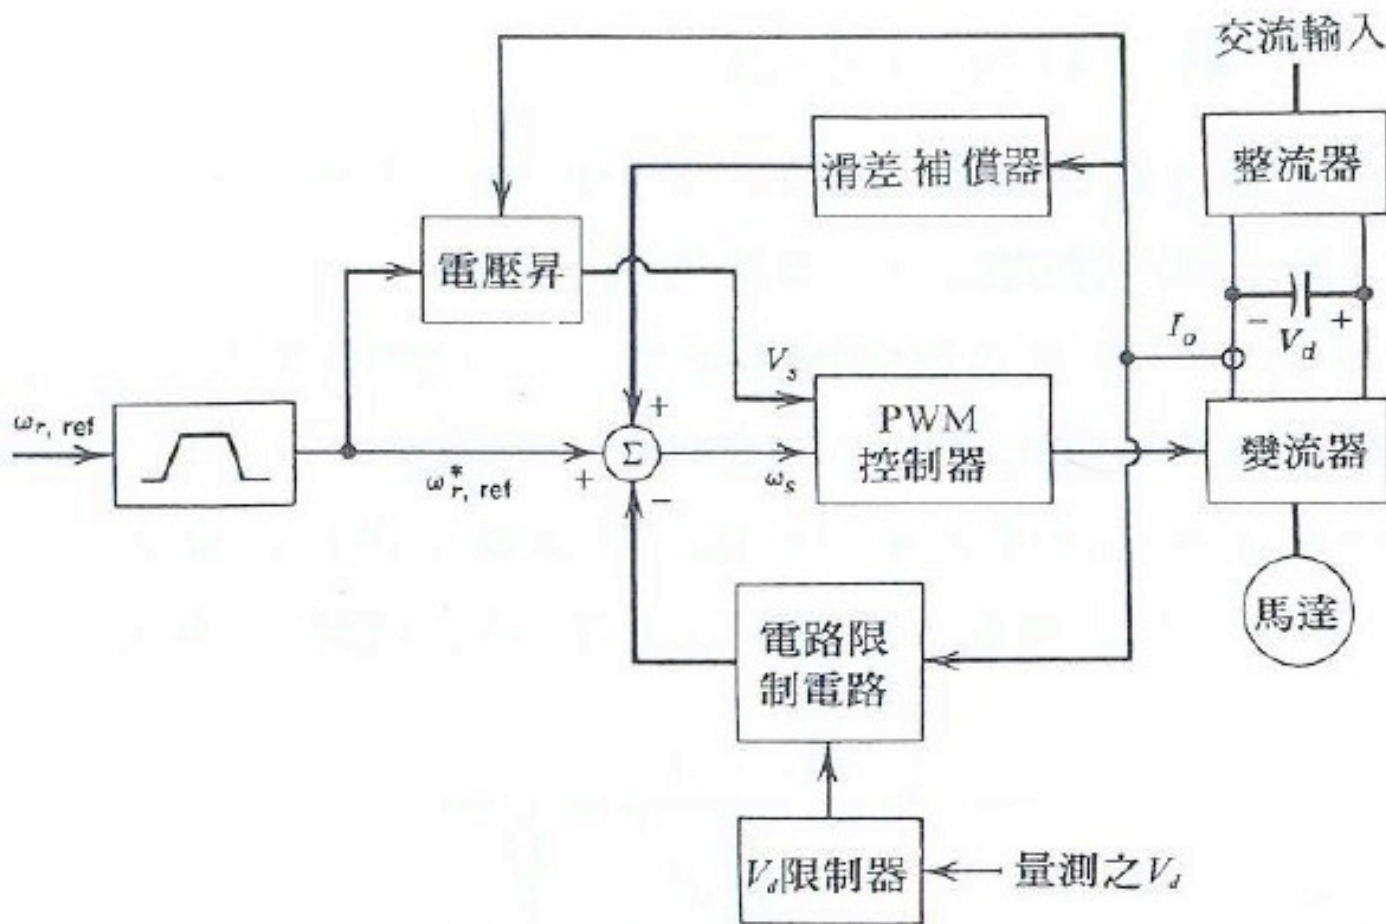 交流輸入
滑差補償器
整流器
電壓昇
− V_d +
I_o
V_s
PWM
控制器
變流器
ω_{r, ref}
ω^*_{r, ref}
+
+
−
Σ
ω_s
馬達
電路限
制電路
V_d限制器
量測之V_d